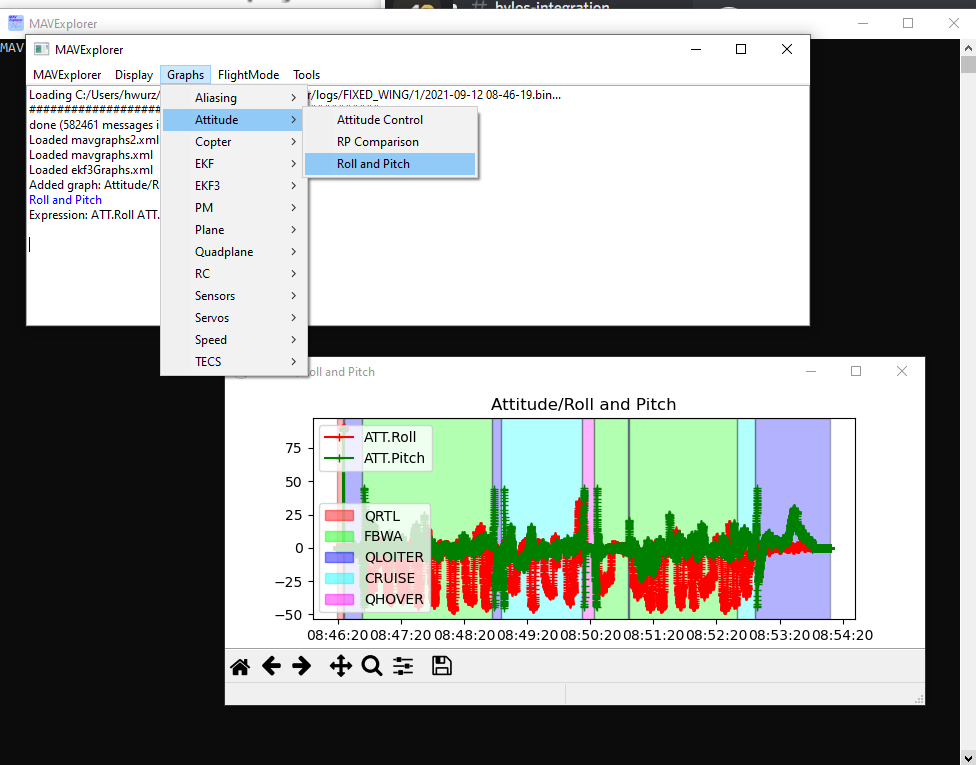 hylos-integration
MAVExplorer
MAV
MAVExplorer
MAVExplorer Display Graphs FlightMode Tools
Loading C:/Users/hwurz/ r/logs/FIXED_WING/1/2021-09-12 08-46-19.bin...
######################
done (582461 messages i
Loaded mavgraphs2.xml
Loaded mavgraphs.xml
Loaded ekf3Graphs.xml
Added graph: Attitude/R
Roll and Pitch
Expression: ATT.Roll ATT.
Aliasing
Attitude
Copter
EKF
EKF3
PM
Plane
Quadplane
RC
Sensors
Servos
Speed
TECS
Attitude Control
RP Comparison
Roll and Pitch
oll and Pitch
Attitude/Roll and Pitch
ATT.Roll
ATT.Pitch
QRTL
FBWA
QLOITER
CRUISE
QHOVER
75
50
25
0
−25
−50
08:46:20 08:47:20 08:48:20 08:49:20 08:50:20 08:51:20 08:52:20 08:53:20 08:54:20